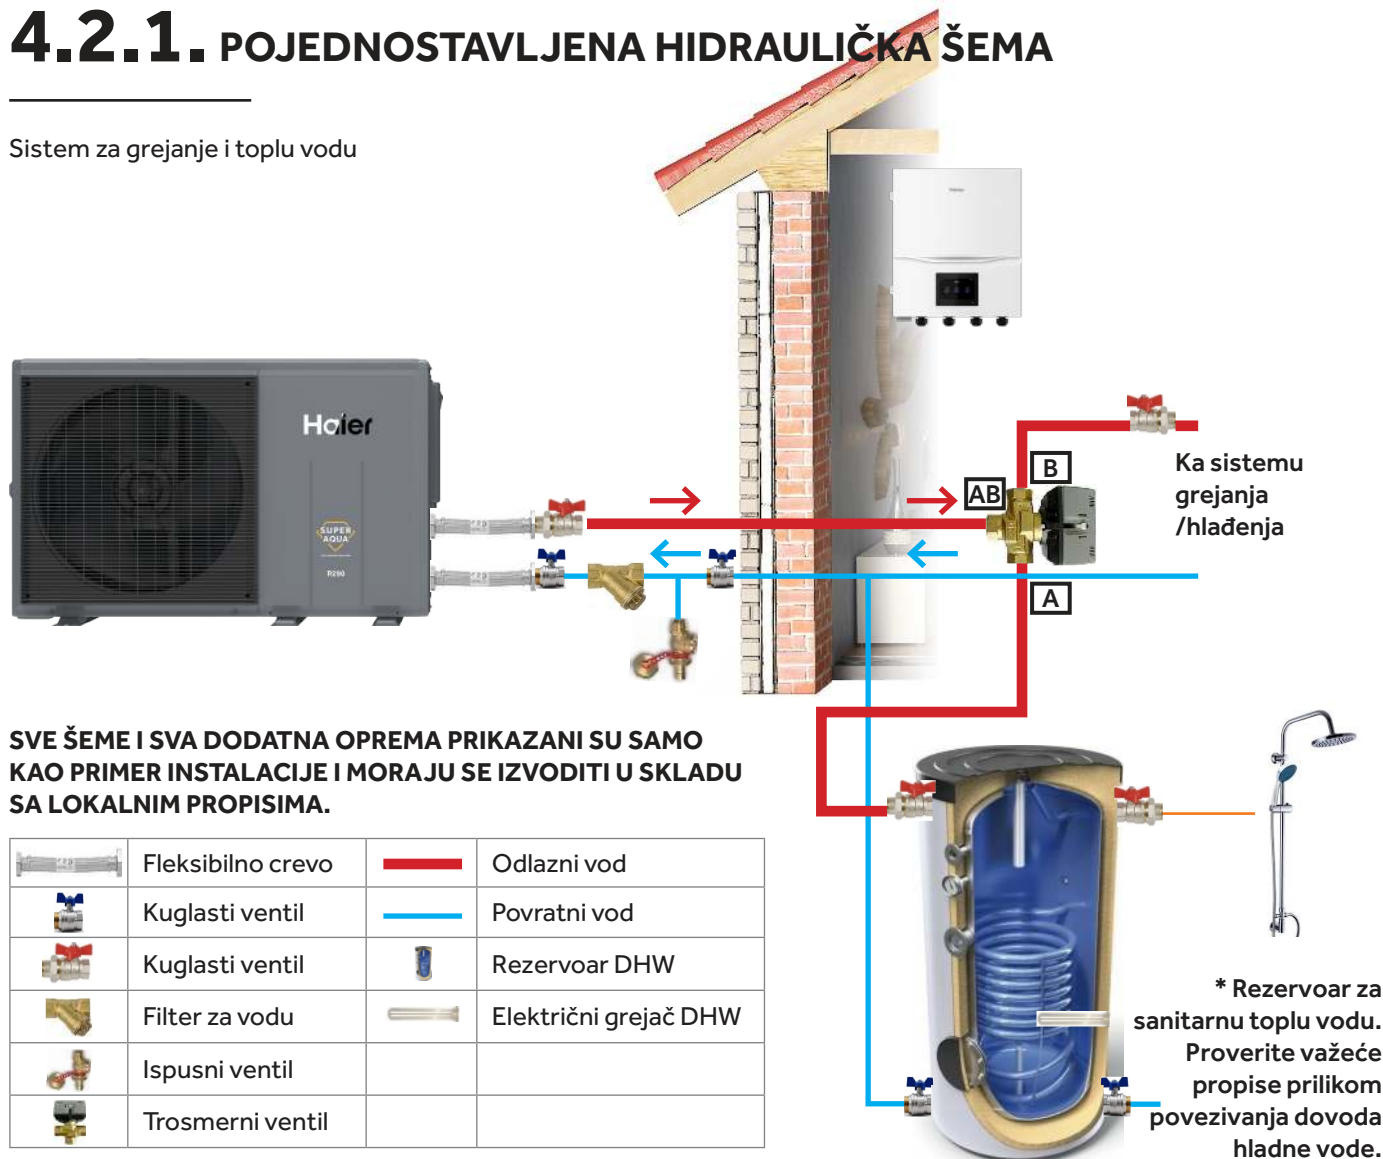 4.2.1. POJEDNOSTAVLJENA HIDRAULIČKA ŠEMA
Sistem za grejanje i toplu vodu
Haier
SUPER
AQUA
R290
B
AB
A
Ka sistemu
grejanja
/hlađenja
SVE ŠEME I SVA DODATNA OPREMA PRIKAZANI SU SAMO
KAO PRIMER INSTALACIJE I MORAJU SE IZVODITI U SKLADU
SA LOKALNIM PROPISIMA.
Fleksibilno crevo
Odlazni vod
Kuglasti ventil
Povratni vod
Kuglasti ventil
Rezervoar DHW
Filter za vodu
Električni grejač DHW
Ispusni ventil
Trosmerni ventil
* Rezervoar za
sanitarnu toplu vodu.
Proverite važeće
propise prilikom
povezivanja dovoda
hladne vode.